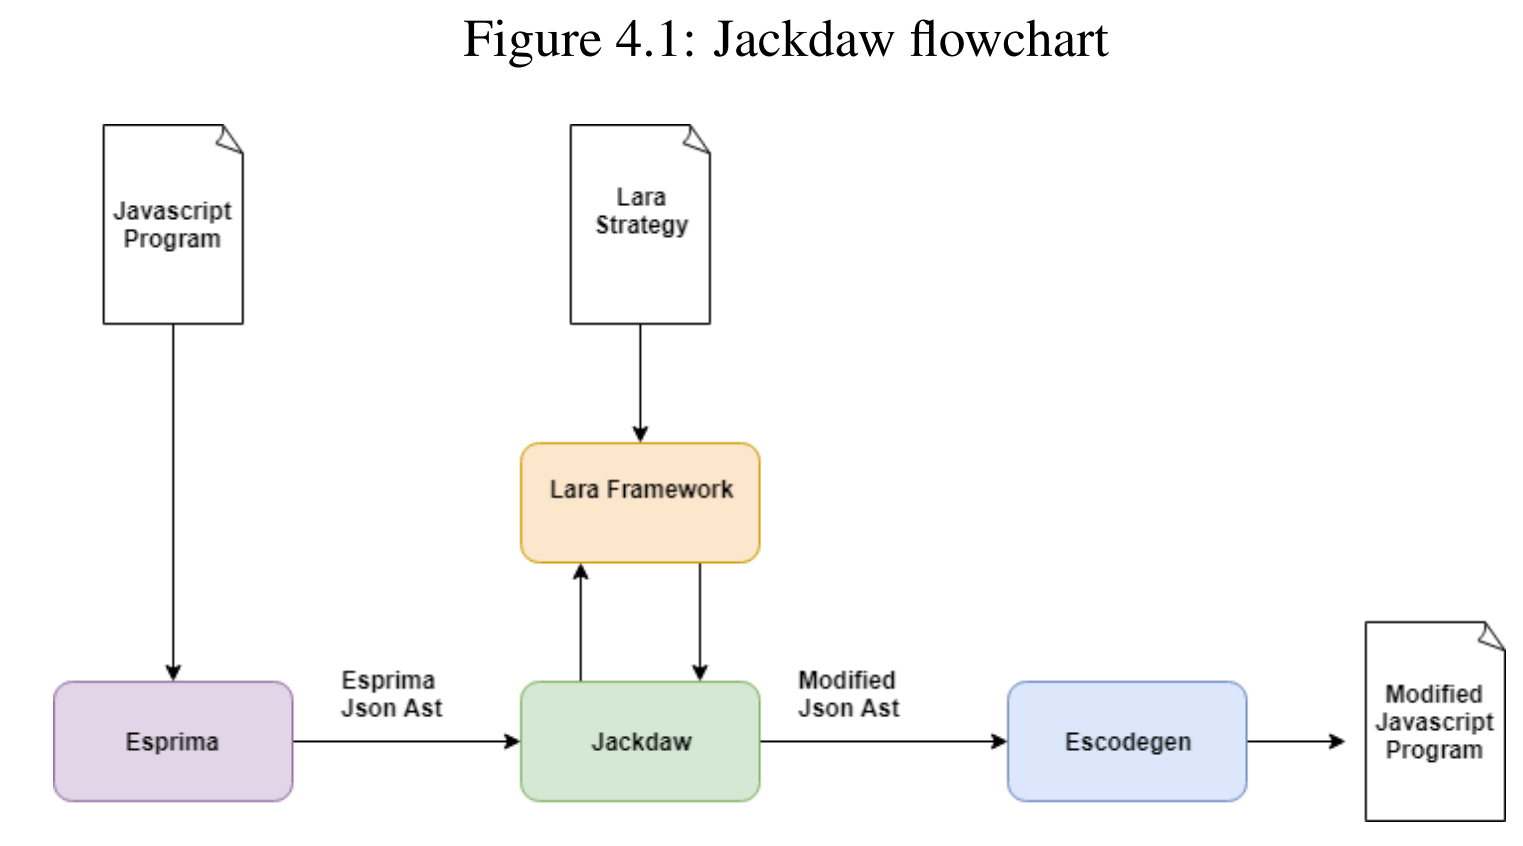 Figure 4.1: Jackdaw flowchart
Javascript
Program
Lara
Strategy
Lara Framework
Esprima
Esprima
Json Ast
Jackdaw
Modified
Json Ast
Escodegen
Modified
Javascript
Program